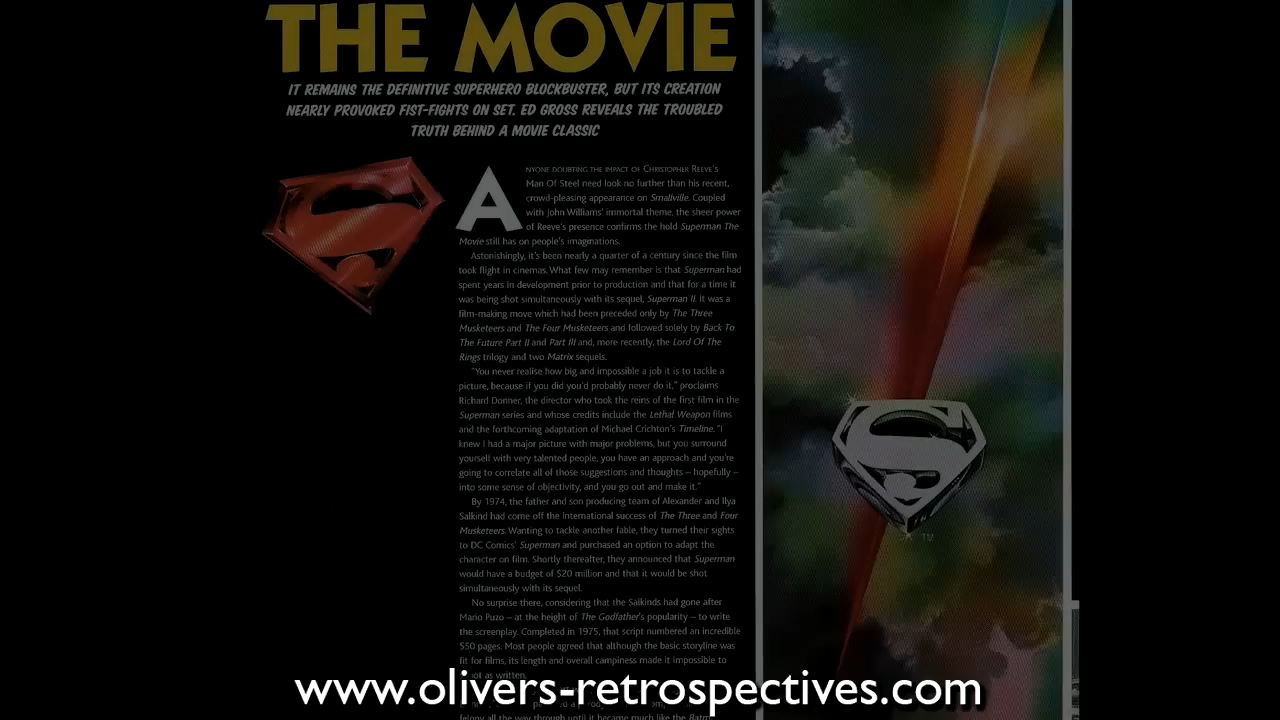 THE MOVIE
IT REMAINS THE DEFINITIVE SUPERHERO BLOCKBUSTER, BUT ITS CREATION
NEARLY PROVOKED FIST-FIGHTS ON SET. ED GROSS REVEALS THE TROUBLED
TRUTH BEHIND A MOVIE CLASSIC
ANYONE DOUBTING THE IMPACT OF CHRISTOPHER REEVE'S
Man Of Steel need look no further than his recent,
crowd-pleasing appearance on Smallville. Coupled
with John Williams' immortal theme, the sheer power
of Reeve's presence confirms the hold Superman The
Movie still has on people's imaginations.
Astonishingly, it's been nearly a quarter of a century since the film
took flight in cinemas. What few may remember is that Superman had
spent years in development prior to production and that for a time it
was being shot simultaneously with its sequel, Superman II. It was a
film-making move which had been preceded only by The Three
Musketeers and The Four Musketeers and followed solely by Back To
The Future Part II and Part III and, more recently, the Lord Of The
Rings trilogy and two Matrix sequels.
"You never realise how big and impossible a job it is to tackle a
picture, because if you did you'd probably never do it," proclaims
Richard Donner, the director who took the reins of the first film in the
Superman series and whose credits include the Lethal Weapon films
and the forthcoming adaptation of Michael Crichton's Timeline. "I
knew I had a major picture with major problems, but you surround
yourself with very talented people, you have an approach and you're
going to correlate all of those suggestions and thoughts – hopefully –
into some sense of objectivity, and you go out and make it."
By 1974, the father and son producing team of Alexander and Ilya
Salkind had come off the international success of The Three and Four
Musketeers. Wanting to tackle another fable, they turned their sights
to DC Comics' Superman and purchased an option to adapt the
character on film. Shortly thereafter, they announced that Superman
would have a budget of $20 million and that it would be shot
simultaneously with its sequel.
No surprise there, considering that the Salkinds had gone after
Mario Puzo – at the height of The Godfather's popularity – to write
the screenplay. Completed in 1975, that script numbered an incredible
550 pages. Most people agreed that although the basic storyline was
fit for films, its length and overall campiness made it impossible to
as written.
all the way through until it became much like the
S
S
TM
www.olivers-retrospectives.com